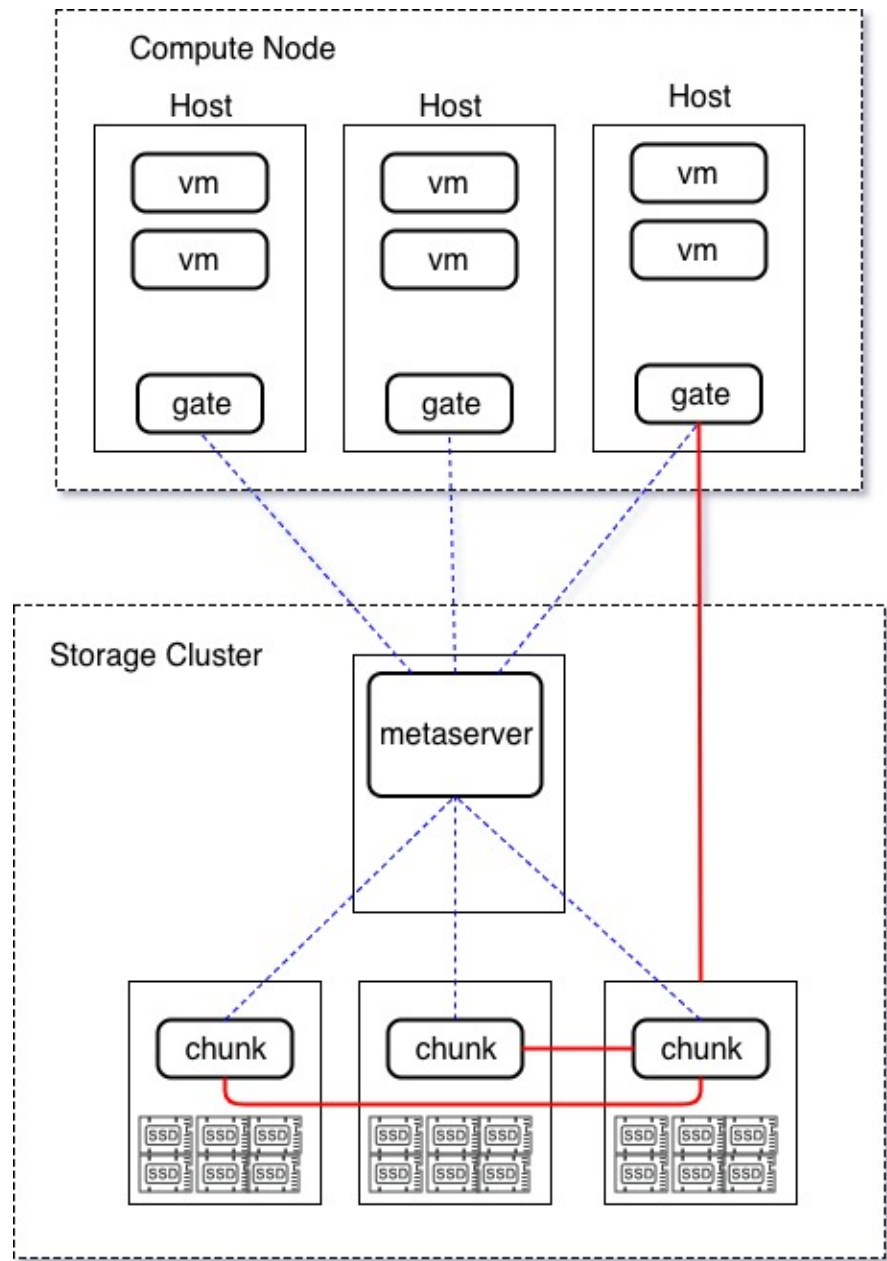 Compute Node
Host Host Host
vm vm vm
vm vm vm
gate gate gate
Storage Cluster
metaserver
chunk chunk chunk
SSD SSD SSD SSD SSD SSD SSD SSD SSD
SSD SSD SSD SSD SSD SSD SSD SSD SSD